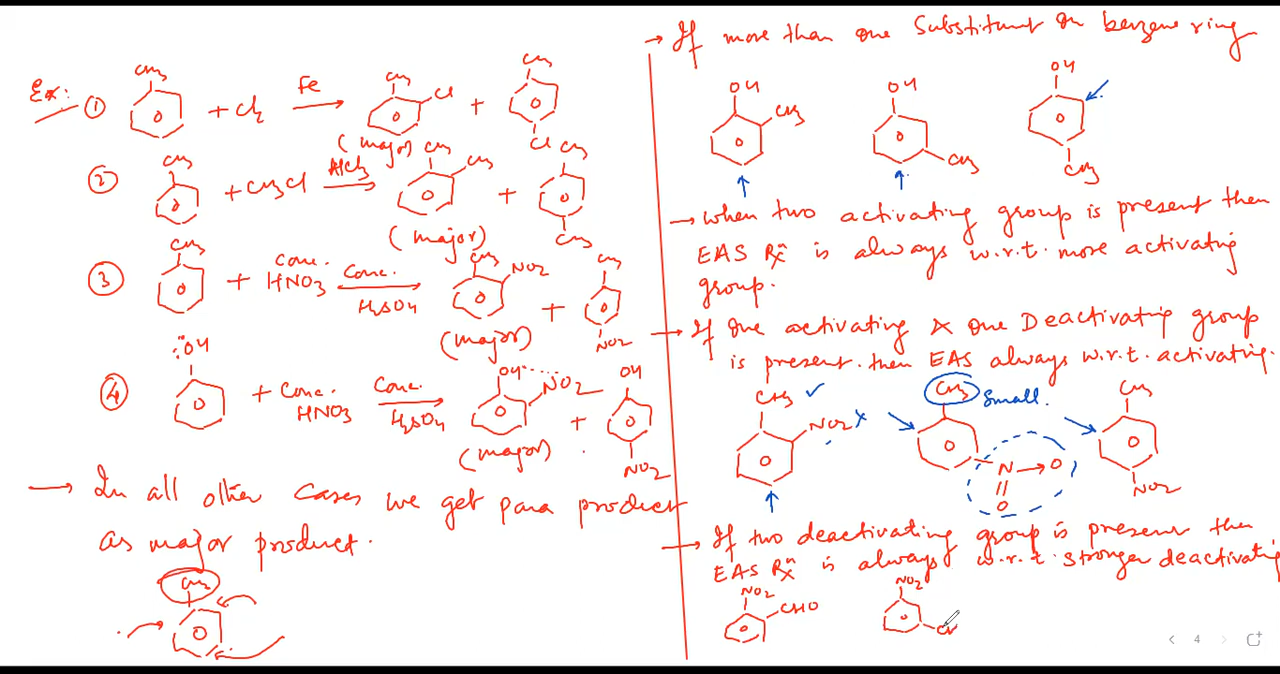 Ex: ① CH3 + Cl2 Fe CH3 Cl + CH3 Cl
(major)
② CH3 + CH3Cl AlCl3 CH3 CH3 + CH3 CH3
(major)
③ CH3 + Conc. HNO3 Conc. H2SO4 CH3 NO2 + CH3 NO2
(major)
④ :OH + Conc. HNO3 Conc. H2SO4 OH NO2 + OH NO2
(major)
→ In all other cases we get para product
as major product.
CH3
→ If more than one Substituent on benzene ring
OH CH3 OH CH3 OH CH3
→ When two activating group is present then
EAS Rxn is always w.r.t. more activating
group.
→ If One activating & one Deactivating group
is present. then EAS always w.r.t. activating.
CH3 ✓ NO2 x CH3 Small. N → O O CH3 NO2
→ If two deactivating group is present then
EAS Rxn is always w.r.t. stronger deactivating
NO2 CHO NO2
< 4 >